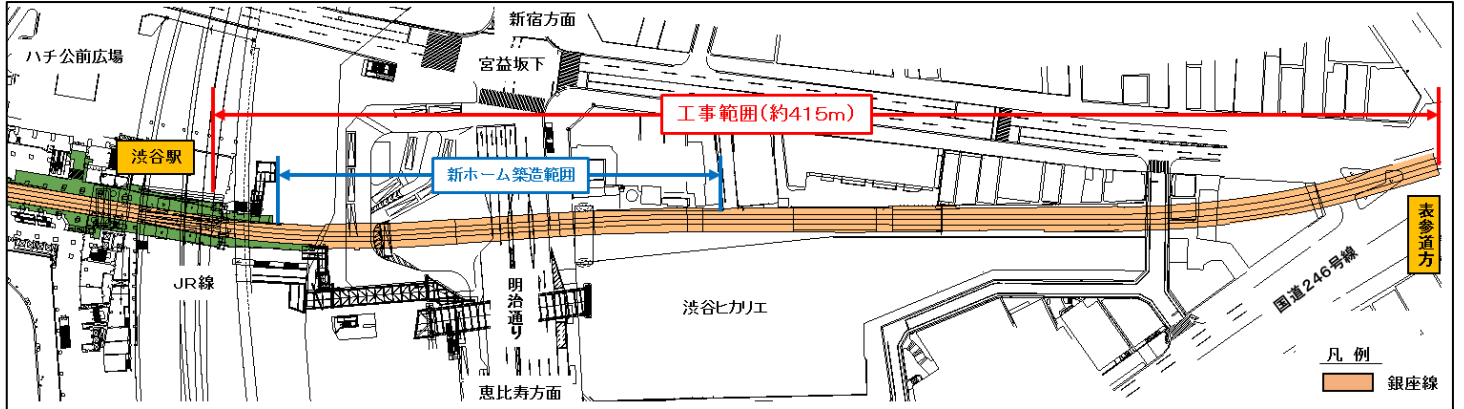 新宿方面
ハチ公前広場
宮益坂下
工事範囲(約415m)
渋谷駅
新ホーム築造範囲
表参道方
JR線
明治通り
渋谷ヒカリエ
国道246号線
凡 例
銀座線
恵比寿方面